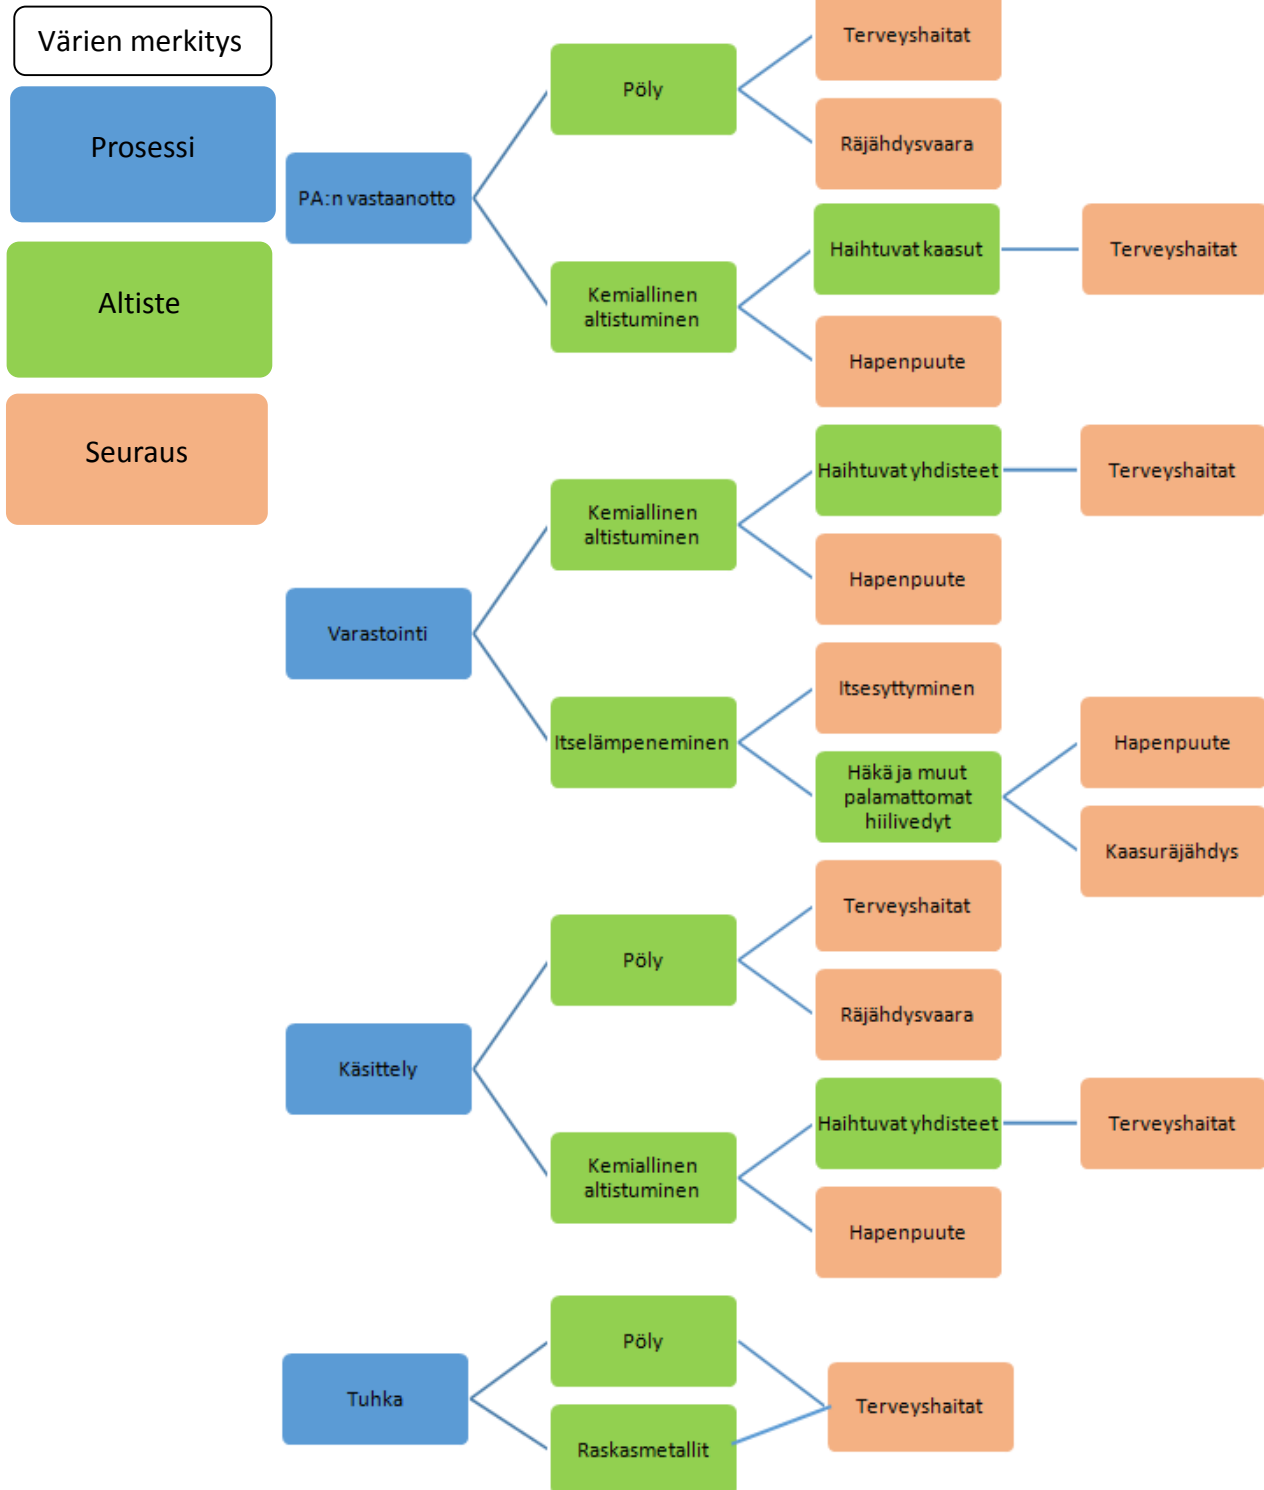 Värien merkitys
Prosessi
Altiste
Seuraus
PA:n vastaanotto
Pöly
Terveyshaitat
Räjähdysvaara
Kemiallinen
altistuminen
Haihtuvat kaasut
Terveyshaitat
Hapenpuute
Varastointi
Kemiallinen
altistuminen
Haihtuvat yhdisteet
Terveyshaitat
Hapenpuute
Itselämpeneminen
Itsesyttyminen
Häkä ja muut
palamattomat
hiilivedyt
Hapenpuute
Kaasuräjähdys
Käsittely
Pöly
Terveyshaitat
Räjähdysvaara
Kemiallinen
altistuminen
Haihtuvat yhdisteet
Terveyshaitat
Hapenpuute
Tuhka
Pöly
Raskasmetallit
Terveyshaitat